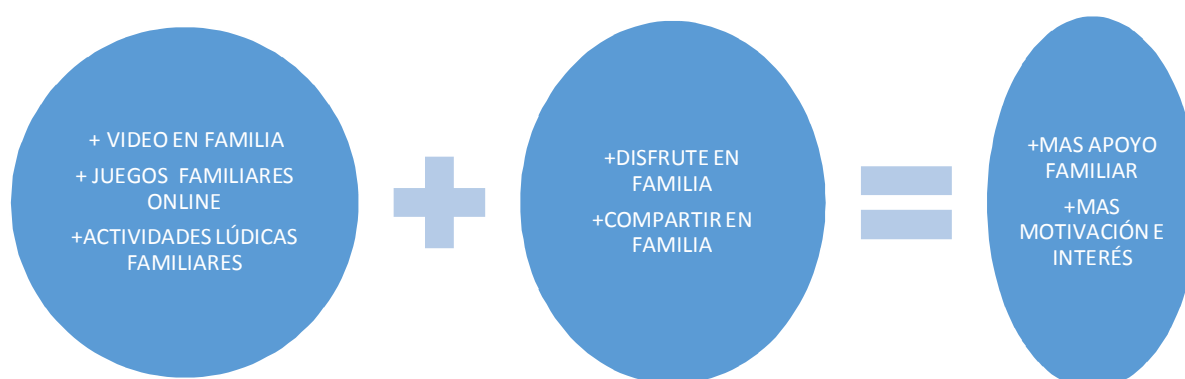 + VIDEO EN FAMILIA
+ JUEGOS FAMILIARES
ONLINE
+ACTIVIDADES LÚDICAS
FAMILIARES
+DISFRUTE EN
FAMILIA
+COMPARTIR EN
FAMILIA
+MAS APOYO
FAMILIAR
+MAS
MOTIVACIÓN E
INTERÉS